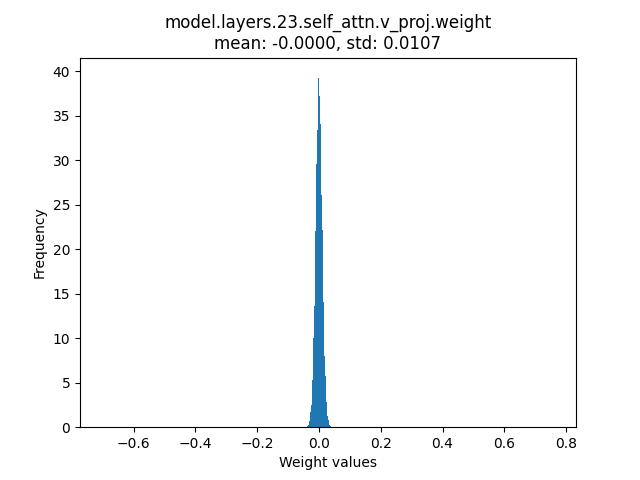 model.layers.23.self_attn.v_proj.weight
mean: -0.0000, std: 0.0107
40
35
30
25
20
15
10
5
0
Frequency
−0.6 −0.4 −0.2 0.0 0.2 0.4 0.6 0.8
Weight values